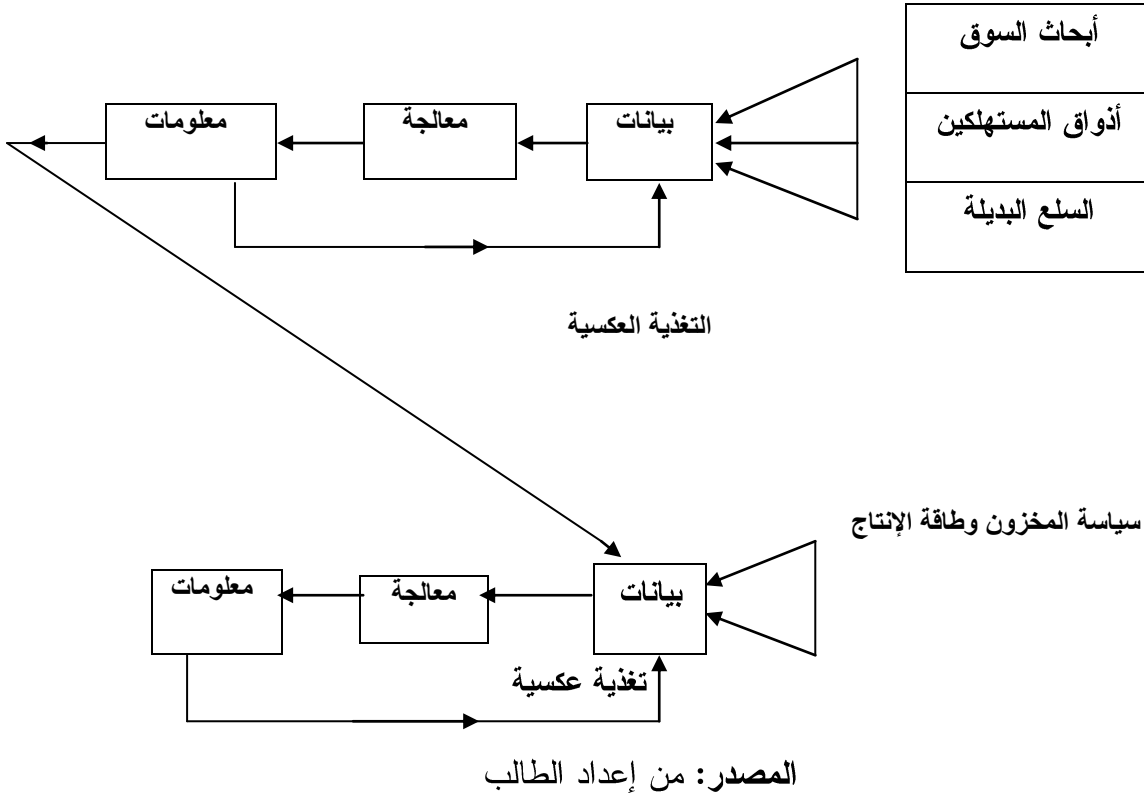 أبحاث السوق
أذواق المستهلكين
السلع البديلة
بيانات
معالجة
معلومات
التغذية العكسية
سياسة المخزون وطاقة الإنتاج
بيانات
معالجة
معلومات
تغذية عكسية
المصدر: من إعداد الطالب